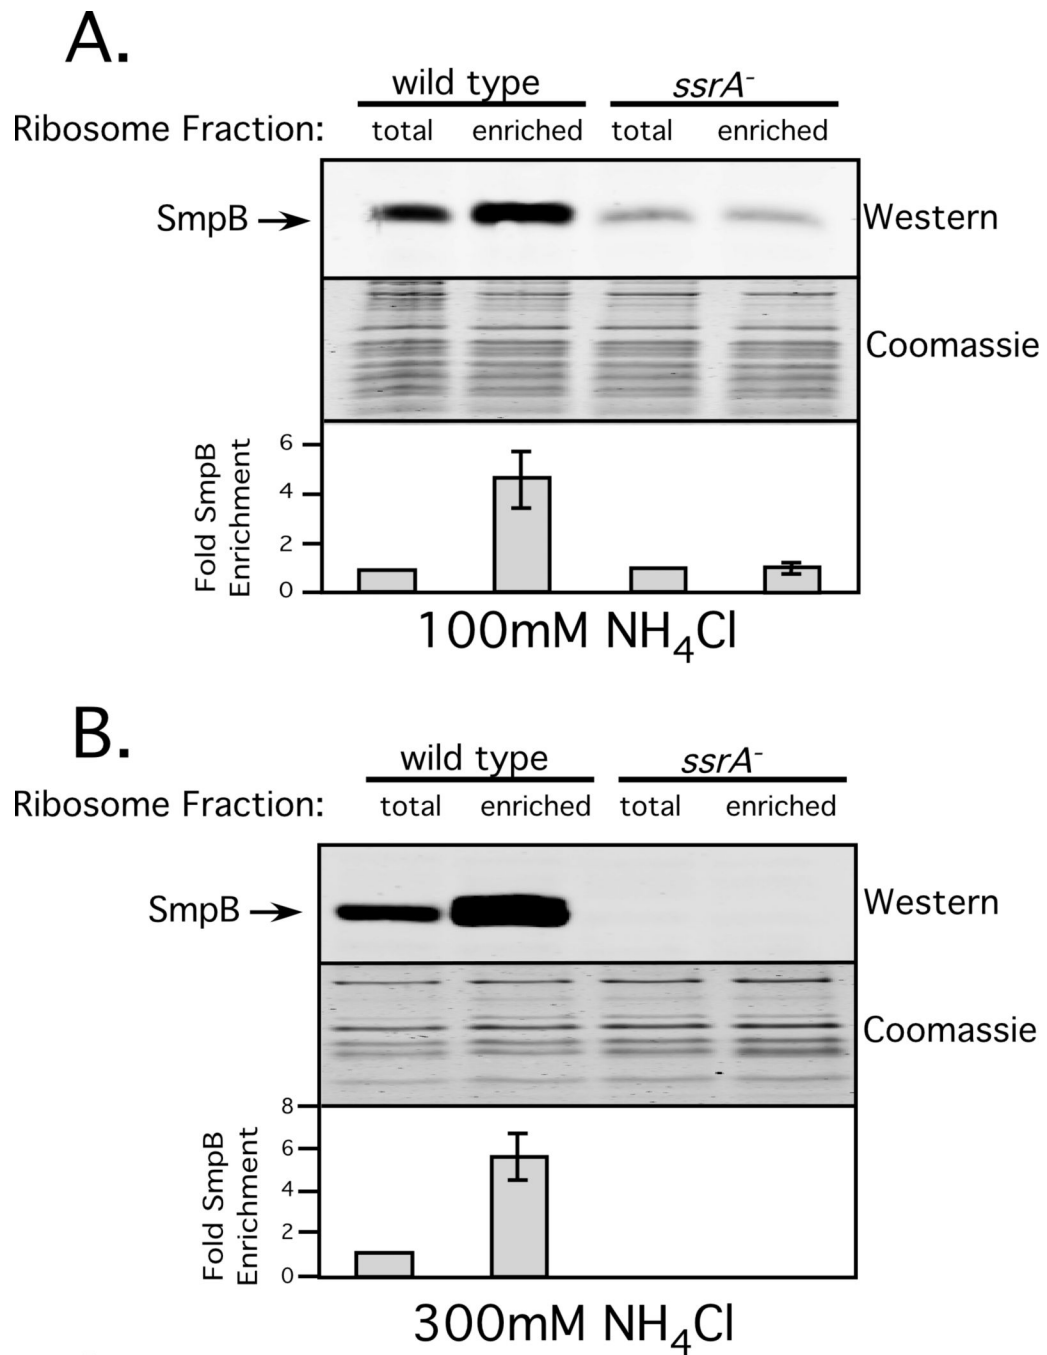 A.
wild type ssrA-
Ribosome Fraction: total enriched total enriched
SmpB Western
Coomassie
Fold SmpB
Enrichment
6
4
2
0
100mM NH4Cl
B.
wild type ssrA-
Ribosome Fraction: total enriched total enriched
SmpB Western
Coomassie
Fold SmpB
Enrichment
8
6
4
2
0
300mM NH4Cl